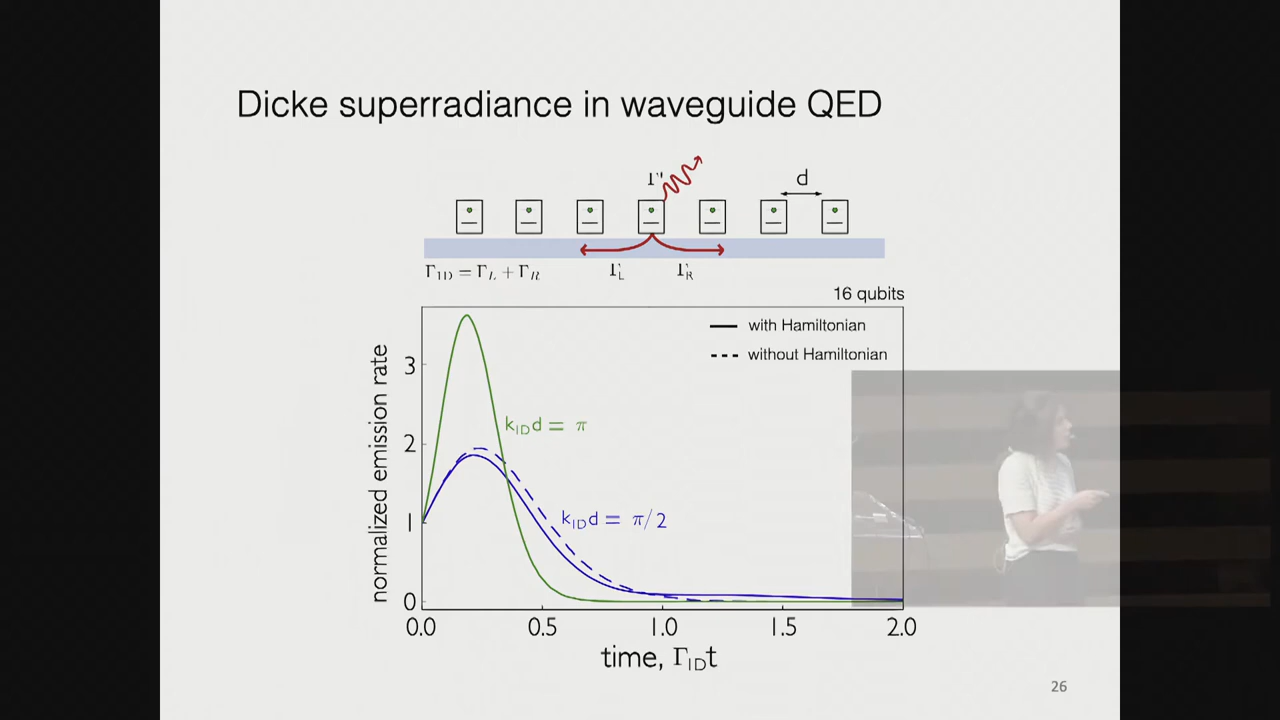 Dicke superradiance in waveguide QED
Γ'
d
Γ1D = ΓL + ΓR
ΓL
ΓR
16 qubits
with Hamiltonian
without Hamiltonian
normalized emission rate
3
2
1
0
k1Dd = π
k1Dd = π/2
0.0
0.5
1.0
1.5
2.0
time, Γ1Dt
26